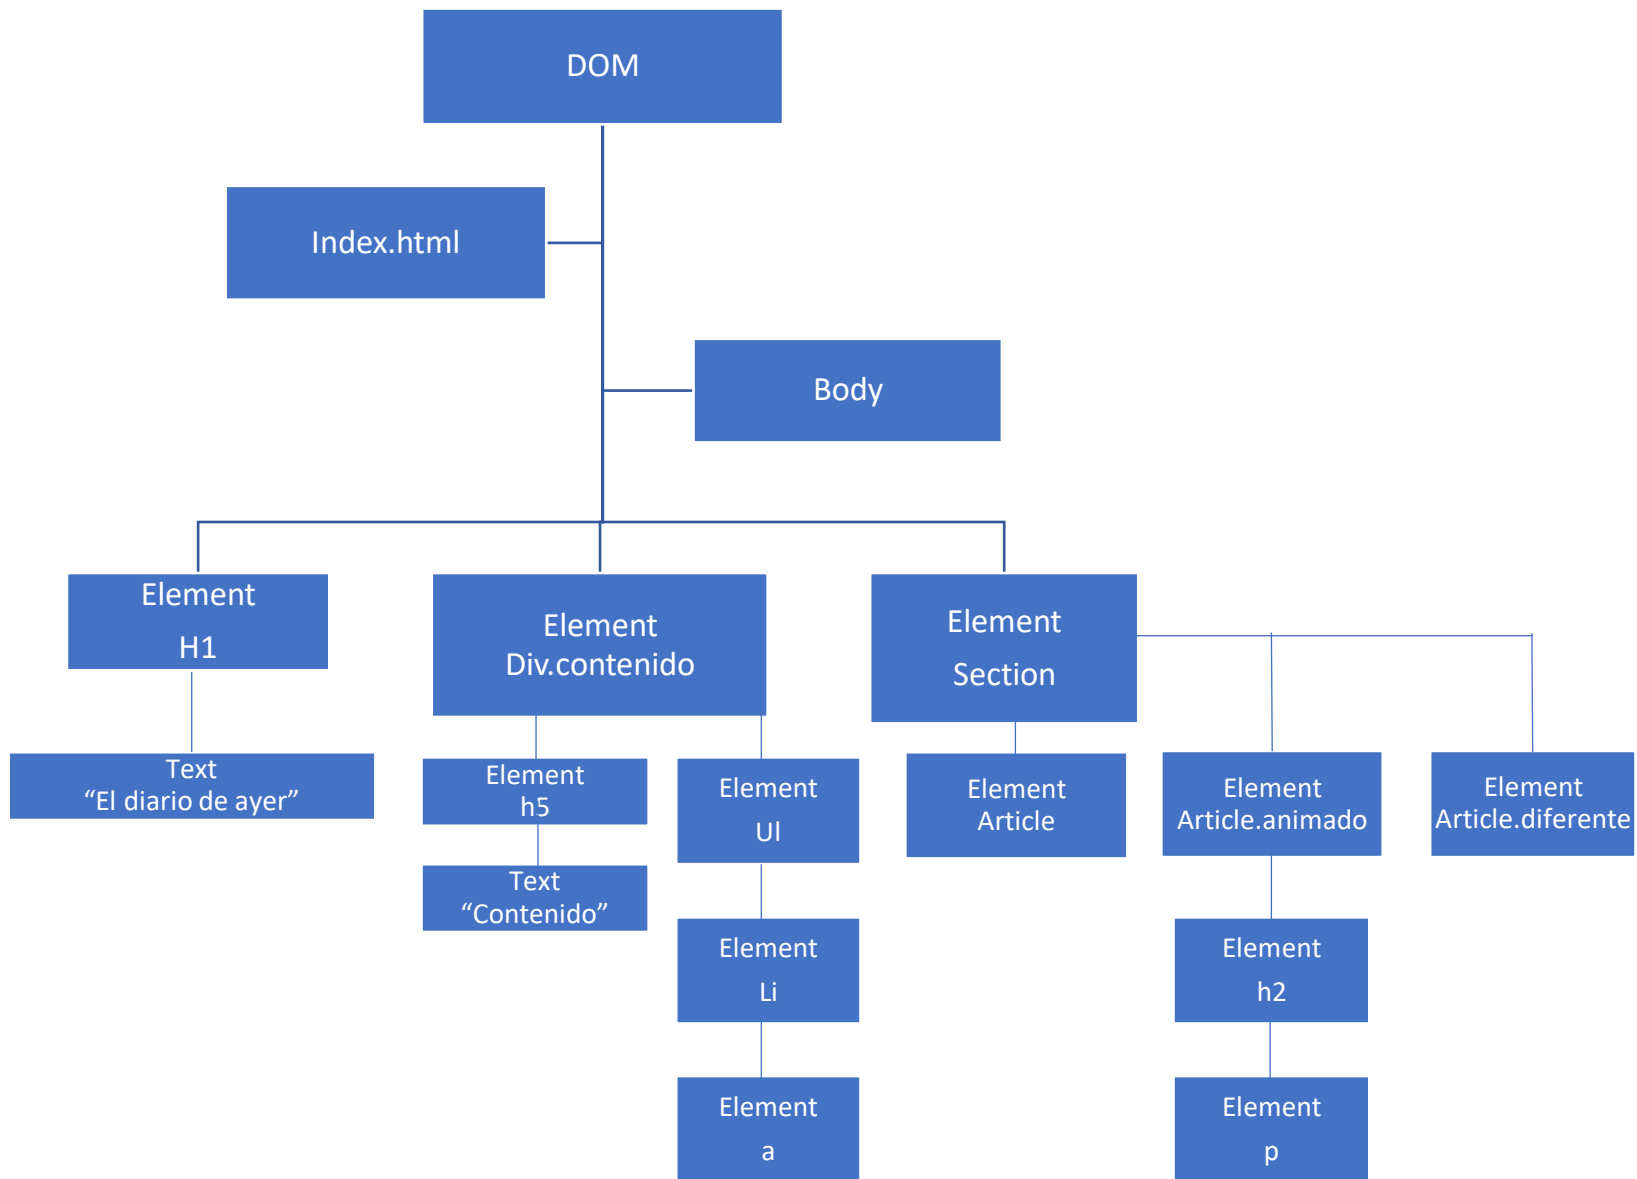 DOM
Index.html
Body
Element
H1
Element
Div.contenido
Element
Section
Text
“El diario de ayer”
Element
h5
Element
Ul
Element
Article
Element
Article.animado
Element
Article.diferente
Text
“Contenido”
Element
Li
Element
h2
Element
a
Element
p